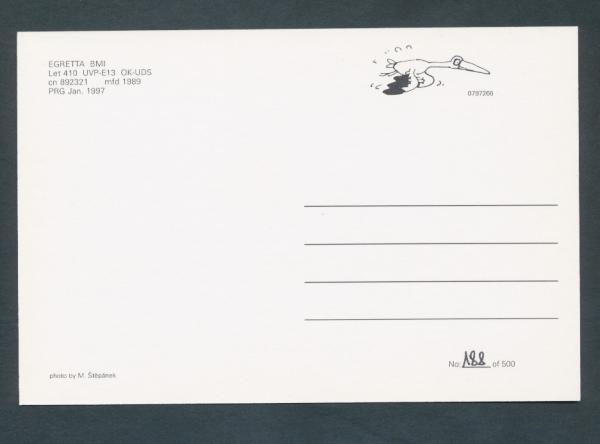 EGRETTA BMI
Let 410 UVP-E13 OK-UDS
cn 892321 mfd 1989
PRG Jan. 1997
0797266
No: 188 of 500
photo by M. Štěpánek